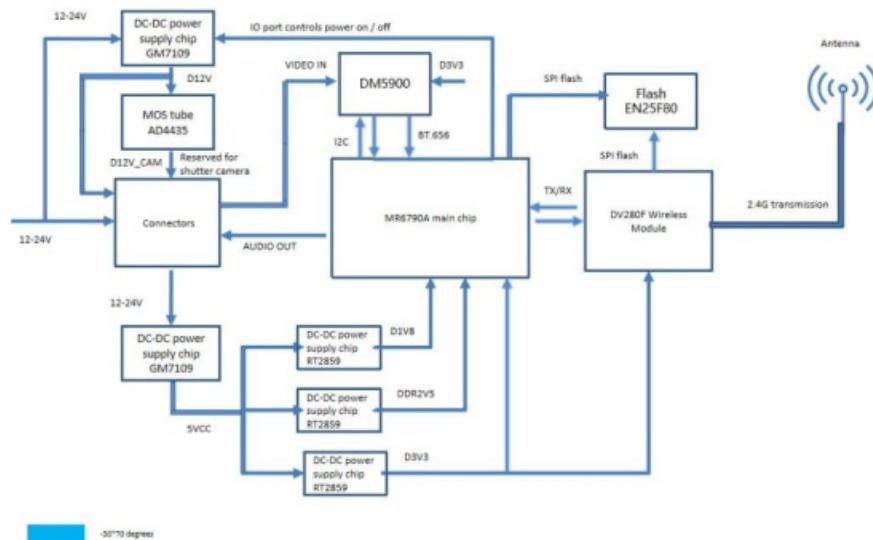 12-24V
DC-DC power
supply chip
GM7109
IO port controls power on / off
D12V
VIDEO IN
DM5900
D3V3
SPI flash
Flash
EN25F80
Antenna
MOS tube
AD4435
D12V_CAM
Reserved for
shutter camera
I2C
BT.656
SPI flash
Connectors
12-24V
AUDIO OUT
MR6790A main chip
TX/RX
DV280F Wireless
Module
2.4G transmission
12-24V
DC-DC power
supply chip
GM7109
5VCC
DC-DC power
supply chip
RT2859
D1V8
DC-DC power
supply chip
RT2859
DDR2V5
DC-DC power
supply chip
RT2859
D3V3
-30~70 degrees